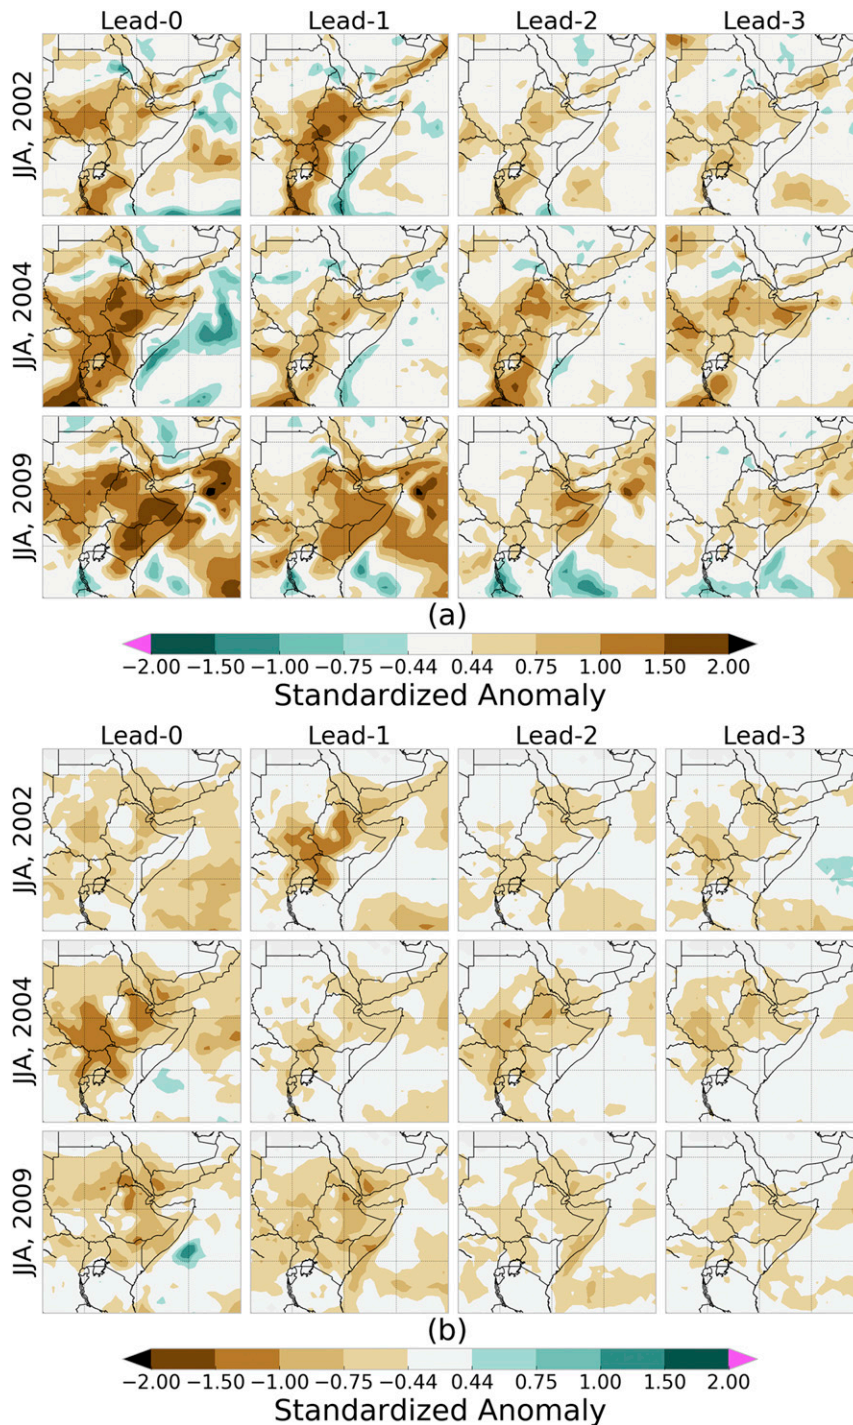 Lead-0 Lead-1 Lead-2 Lead-3
JJA, 2002
JJA, 2004
JJA, 2009
(a)
−2.00 −1.50 −1.00 −0.75 −0.44 0.44 0.75 1.00 1.50 2.00
Standardized Anomaly
Lead-0 Lead-1 Lead-2 Lead-3
JJA, 2002
JJA, 2004
JJA, 2009
(b)
−2.00 −1.50 −1.00 −0.75 −0.44 0.44 0.75 1.00 1.50 2.00
Standardized Anomaly